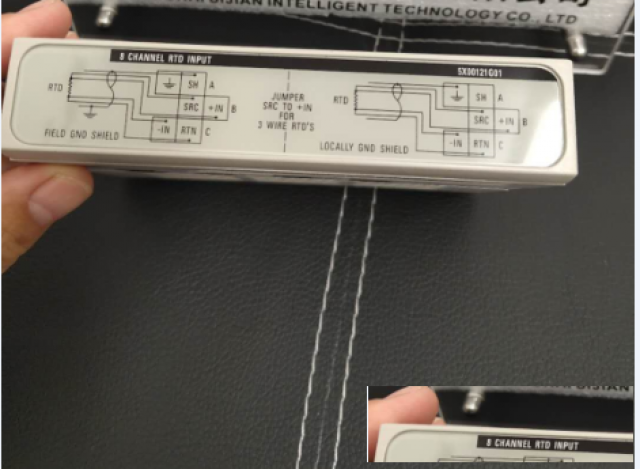 INTELLIGENT TECHNOLOGY CO., LTD
8 CHANNEL RTD INPUT
5X00121G01
RTD
SH A
SRC +IN B
-IN RTN C
FIELD GND SHIELD
JUMPER
SRC TO +IN
FOR
3 WIRE RTD'S
RTD
SH A
SRC +IN B
-IN RTN C
LOCALLY GND SHIELD
8 CHANNEL RTD INPUT